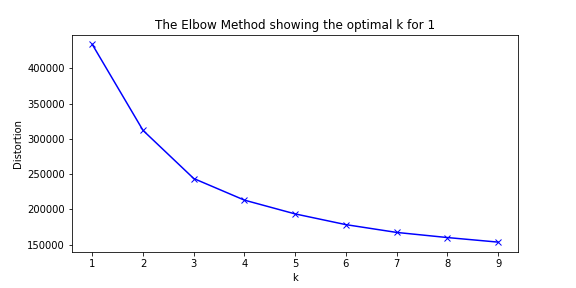 The Elbow Method showing the optimal k for 1
400000
350000
300000
250000
200000
150000
Distortion
1 2 3 4 5 6 7 8 9
k